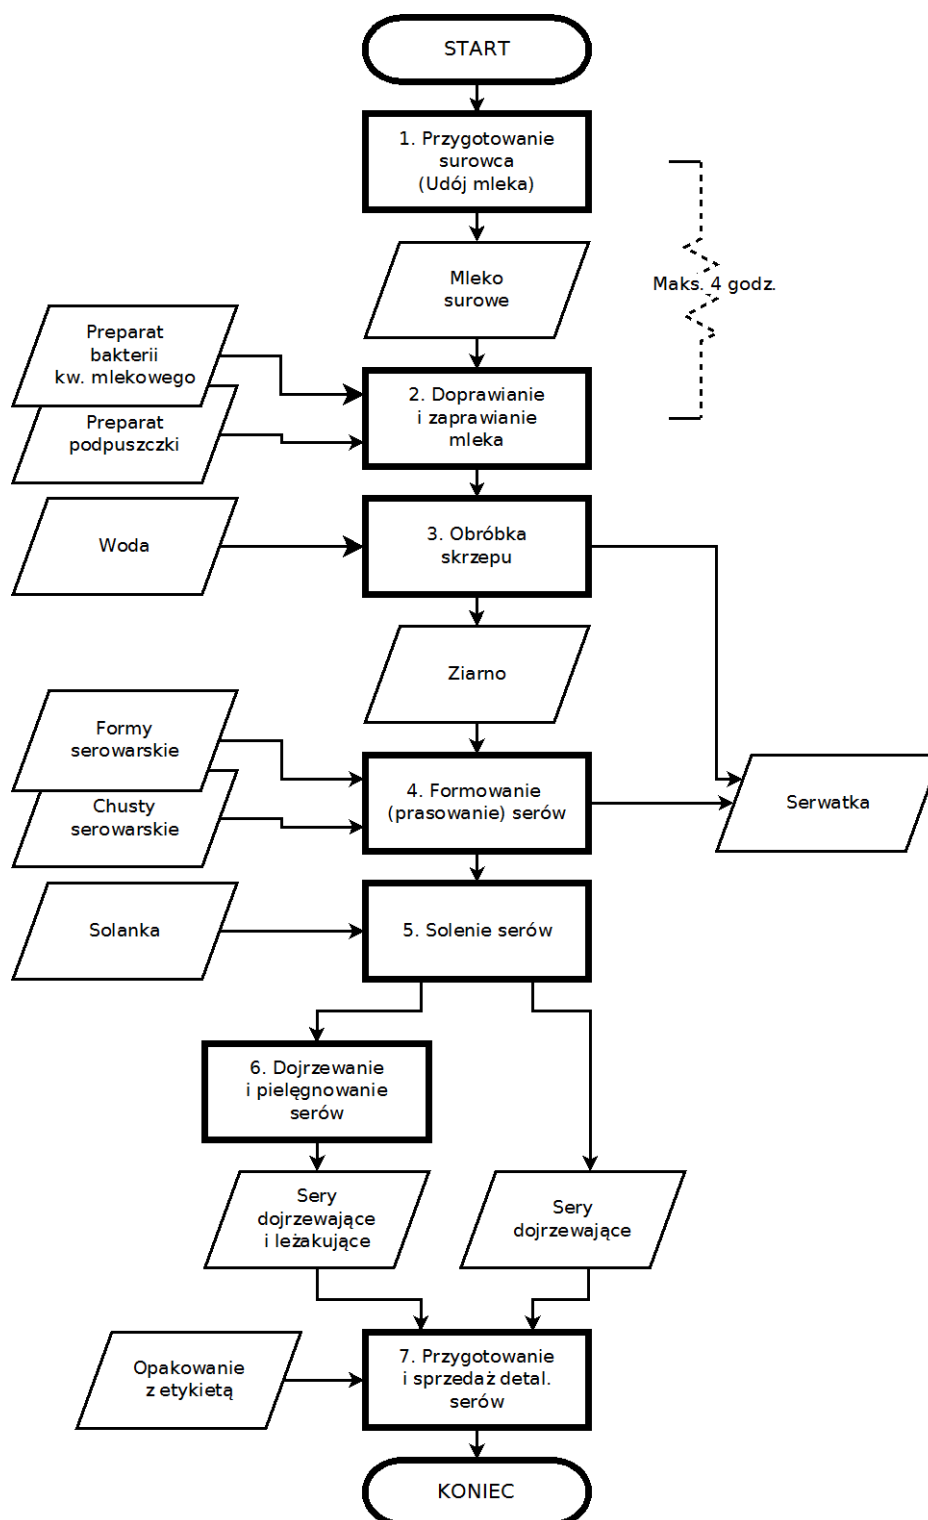 START
1. Przygotowanie
surowca
(Udój mleka)
Mleko
surowe
Maks. 4 godz.
Preparat
bakterii
kw. mlekowego
Preparat
podpuszczki
2. Doprawianie
i zaprawianie
mleka
Woda
3. Obróbka
skrzepu
Ziarno
Formy
serowarskie
Chusty
serowarskie
4. Formowanie
(prasowanie) serów
Serwatka
Solanka
5. Solenie serów
6. Dojrzewanie
i pielęgnowanie
serów
Sery
dojrzewające
i leżakujące
Sery
dojrzewające
Opakowanie
z etykietą
7. Przygotowanie
i sprzedaż detal.
serów
KONIEC